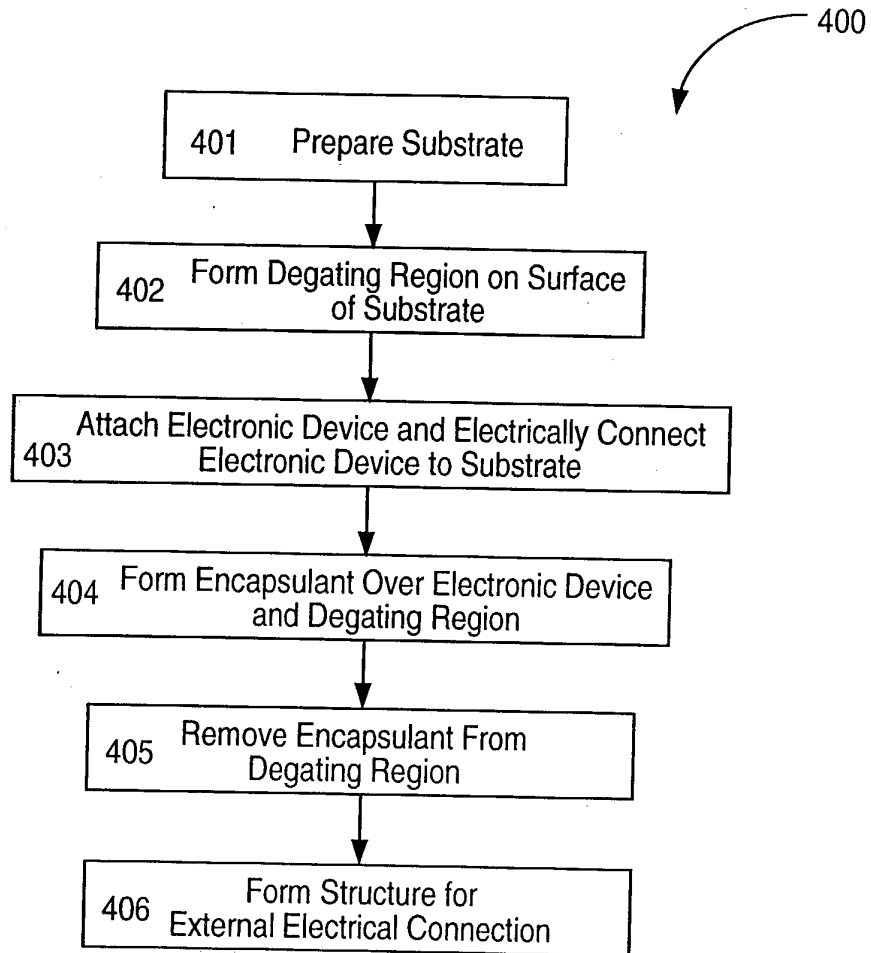 400
401 Prepare Substrate
402 Form Degating Region on Surface
of Substrate
Attach Electronic Device and Electrically Connect
403 Electronic Device to Substrate
404 Form Encapsulant Over Electronic Device
and Degating Region
405 Remove Encapsulant From
Degating Region
406 Form Structure for
External Electrical Connection